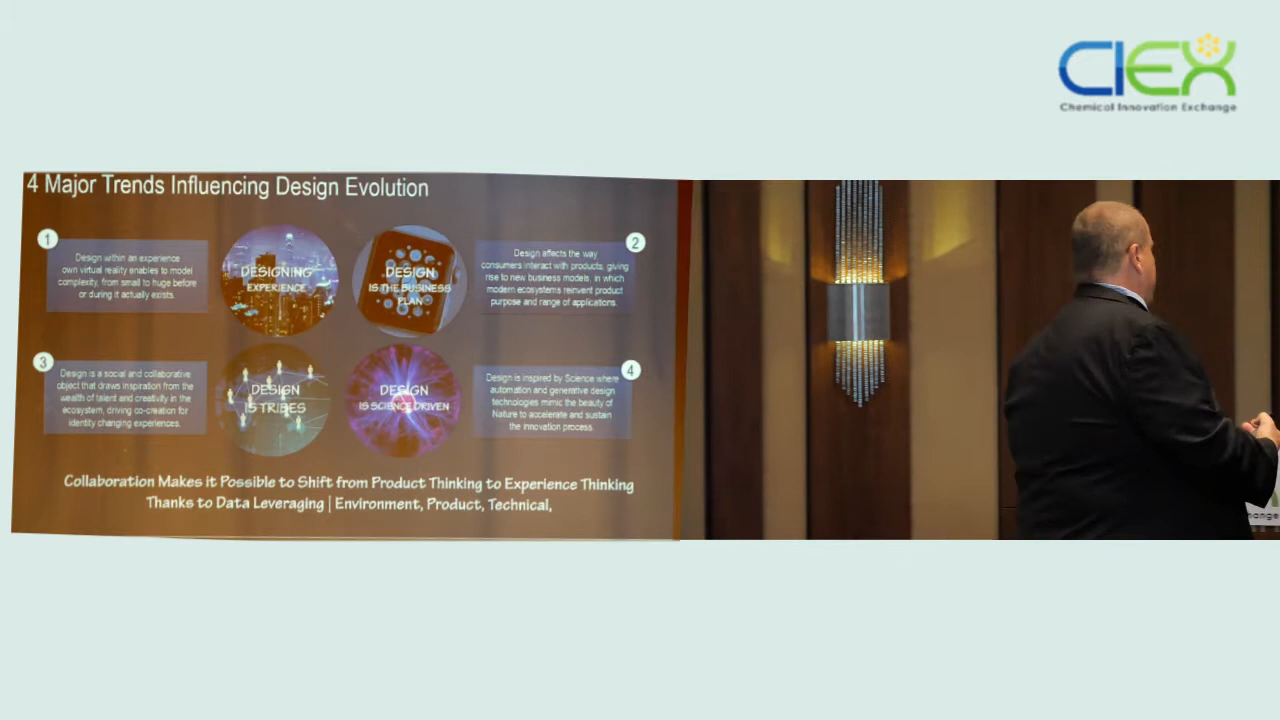 CIEX
Chemical Innovation Exchange
4 Major Trends Influencing Design Evolution
1
Design within an experience
own virtual reality enables to model
complexity, from small to huge before
or during it actually exists.
DESIGNING
EXPERIENCE
DESIGN
IS THE BUSINESS
PLAN
2
Design affects the way
consumers interact with products, giving
rise to new business models, in which
modern ecosystems reinvent product
purpose and range of applications.
3
Design is a social and collaborative
object that draws inspiration from the
wealth of talent and creativity in the
ecosystem, driving co-creation for
identity changing experiences.
DESIGN
IS TRIBES
DESIGN
IS SCIENCE DRIVEN
4
Design is inspired by Science where
automation and generative design
technologies mimic the beauty of
Nature to accelerate and sustain
the innovation process.
Collaboration Makes it Possible to Shift from Product Thinking to Experience Thinking
Thanks to Data Leveraging | Environment, Product, Technical,